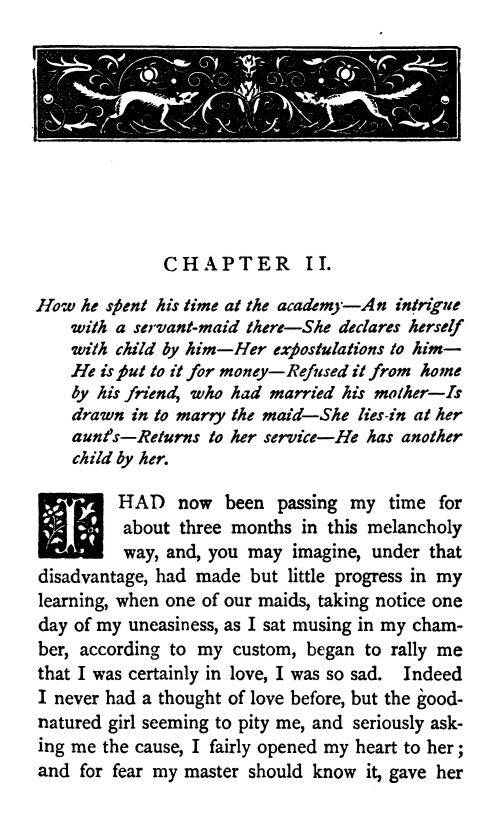 CHAPTER II.
How he spent his time at the academy—An intrigue
with a servant-maid there—She declares herself
with child by him—Her expostulations to him—
He is put to it for money—Refused it from home
by his friend, who had married his mother—Is
drawn in to marry the maid—She lies-in at her
aunt's—Returns to her service—He has another
child by her.
I HAD now been passing my time for
about three months in this melancholy
way, and, you may imagine, under that
disadvantage, had made but little progress in my
learning, when one of our maids, taking notice one
day of my uneasiness, as I sat musing in my cham-
ber, according to my custom, began to rally me
that I was certainly in love, I was so sad. Indeed
I never had a thought of love before, but the good-
natured girl seeming to pity me, and seriously ask-
ing me the cause, I fairly opened my heart to her;
and for fear my master should know it, gave her